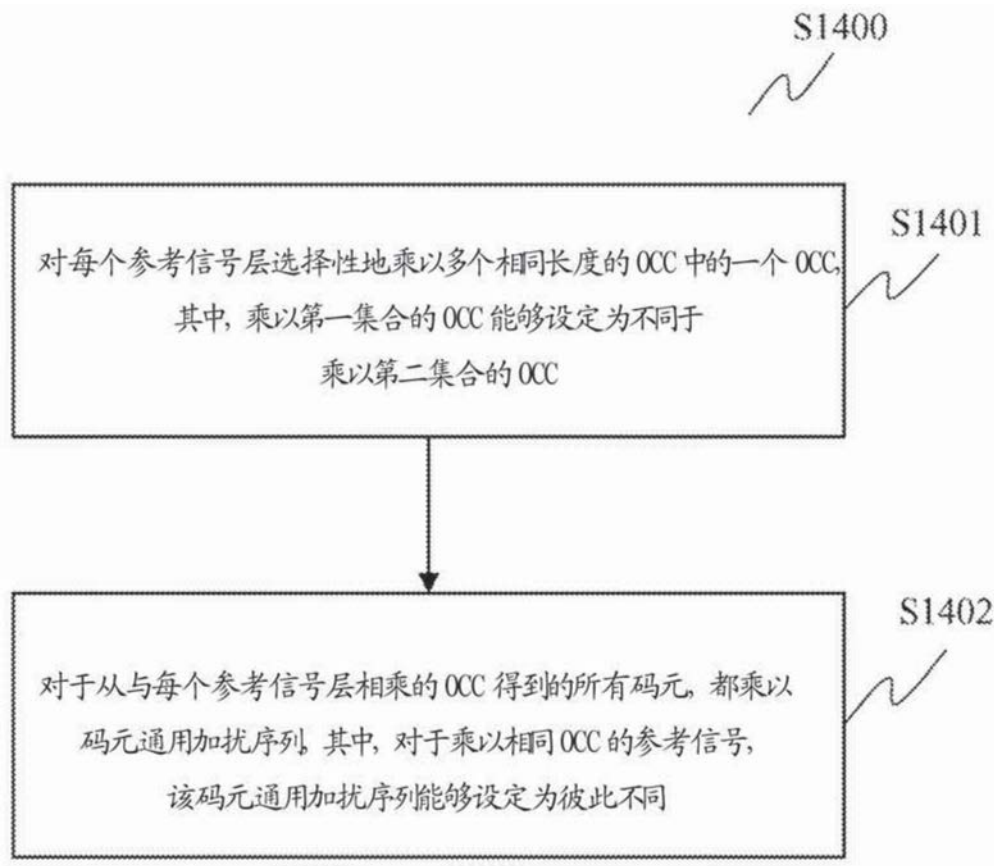 S1400
S1401
对每个参考信号层选择性地乘以多个相同长度的OCC中的一个OCC,
其中, 乘以第一集合的OCC能够设定为不同于
乘以第二集合的OCC
S1402
对于从与每个参考信号层相乘的OCC得到的所有码元, 都乘以
码元通用加扰序列, 其中, 对于乘以相同OCC的参考信号,
该码元通用加扰序列能够设定为彼此不同